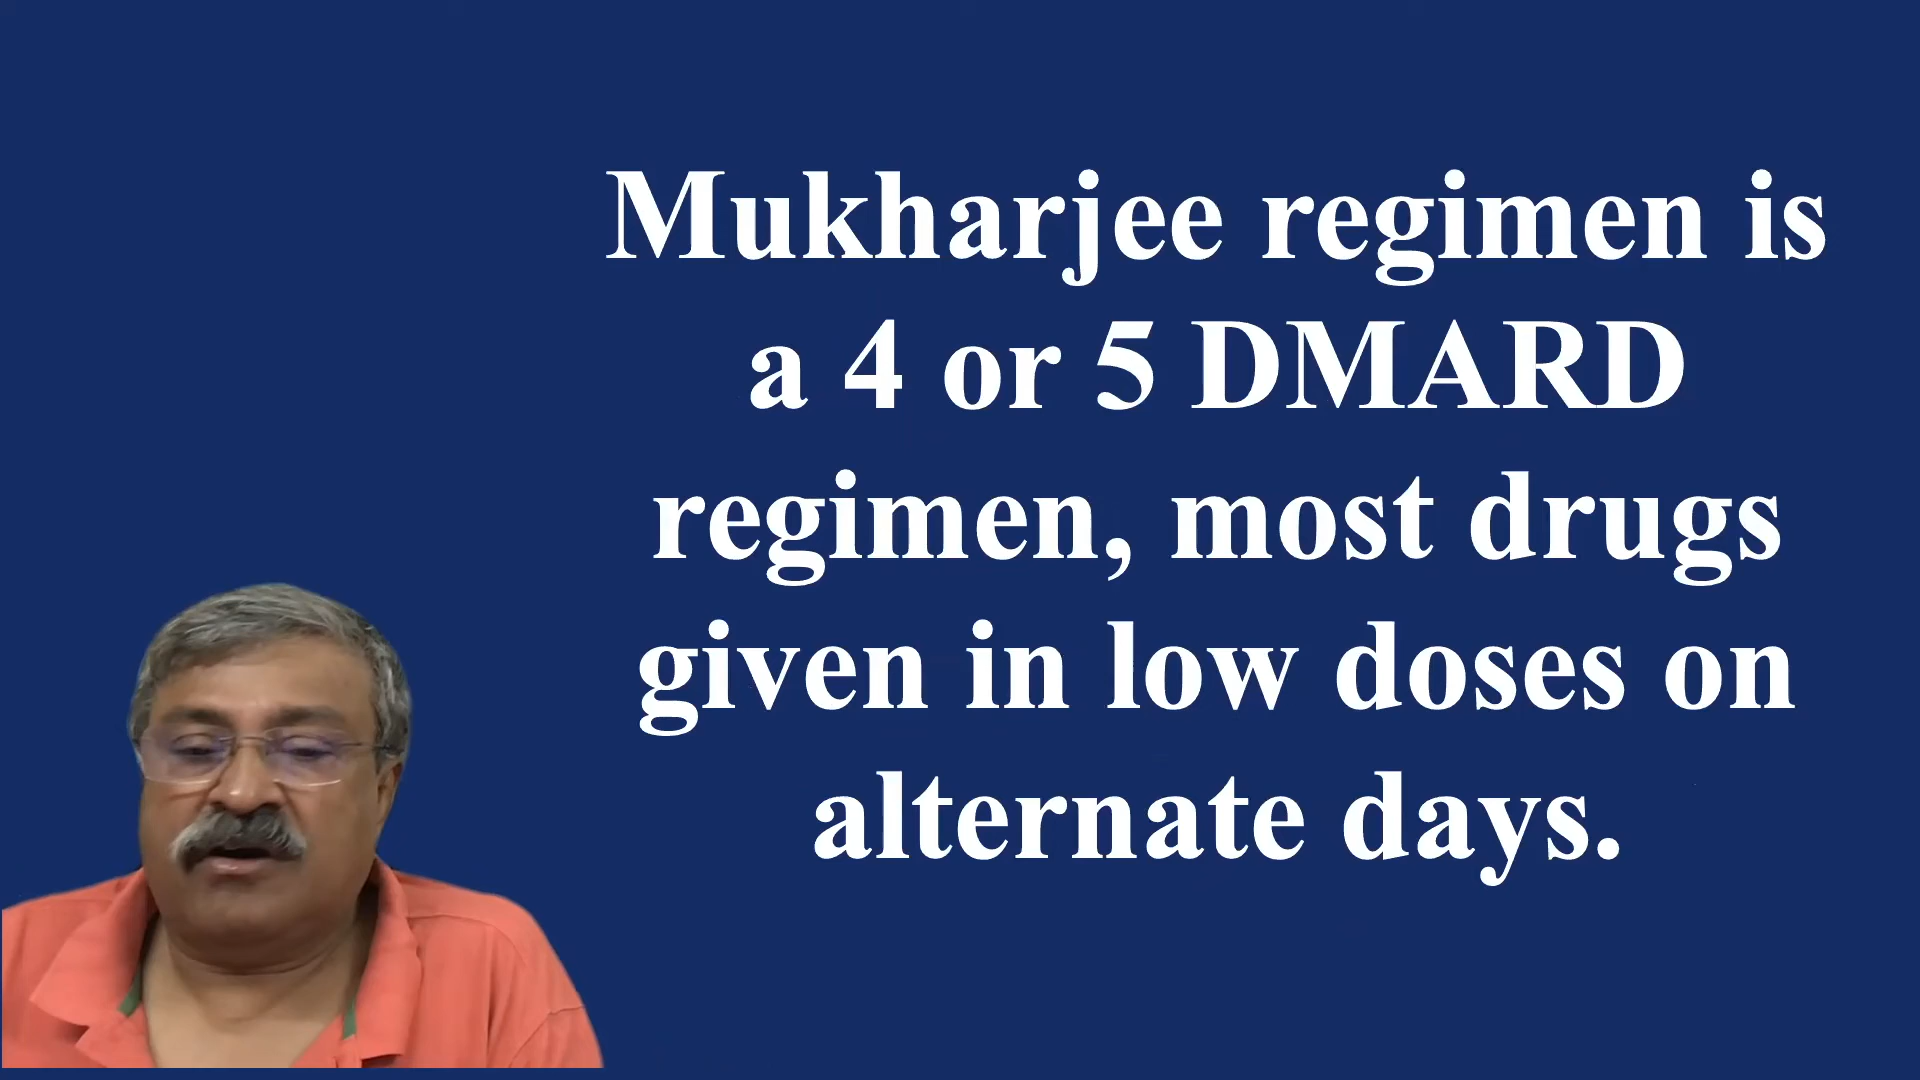 Mukharjee regimen is
a 4 or 5 DMARD
regimen, most drugs
given in low doses on
alternate days.